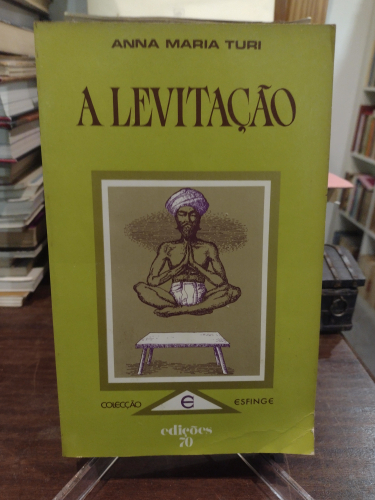 ANNA MARIA TURI
A LEVITAÇÃO
COLECÇÃO E ESFINGE
edições
70